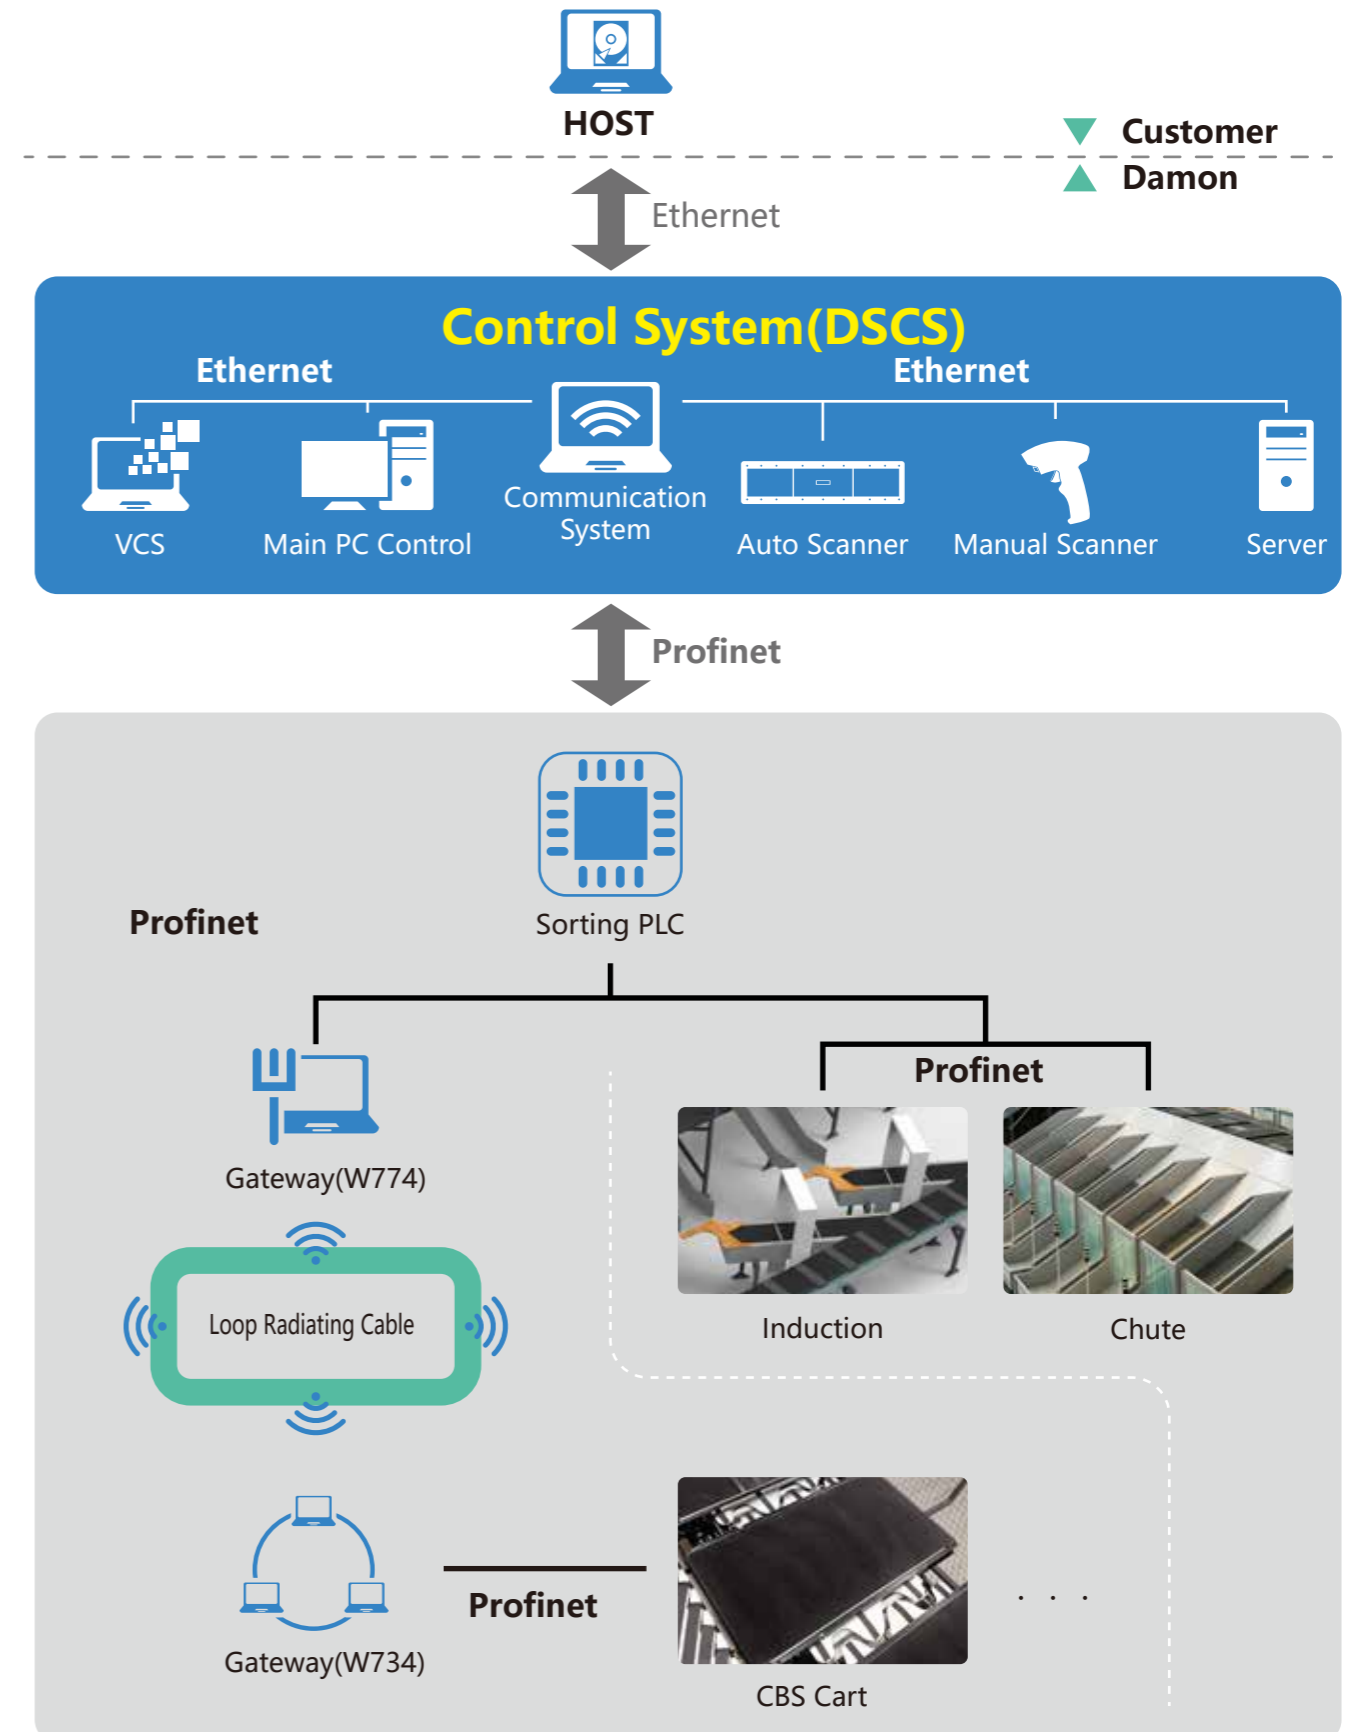 HOST
Customer
Damon
Ethernet
Control System(DSCS)
Ethernet
Ethernet
VCS
Main PC Control
Communication
System
Auto Scanner
Manual Scanner
Server
Profinet
Sorting PLC
Profinet
Profinet
Gateway(W774)
Loop Radiating Cable
Induction
Chute
Profinet
. . .
Gateway(W734)
CBS Cart